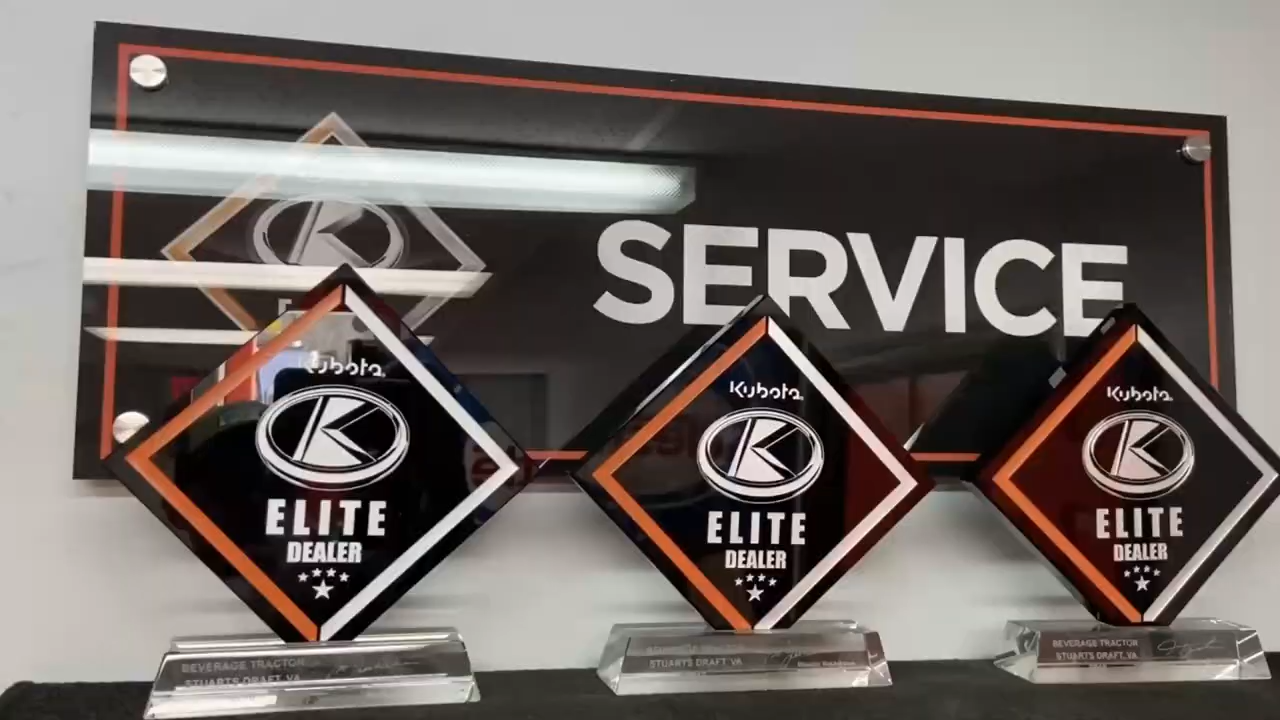 SERVICE
Kubota
ELITE
DEALER
BEVERAGE TRACTOR
STUARTS DRAFT, VA
Kubota
ELITE
DEALER
STUARTS DRAFT, VA
Kubota
ELITE
DEALER
BEVERAGE TRACTOR
STUARTS DRAFT, VA